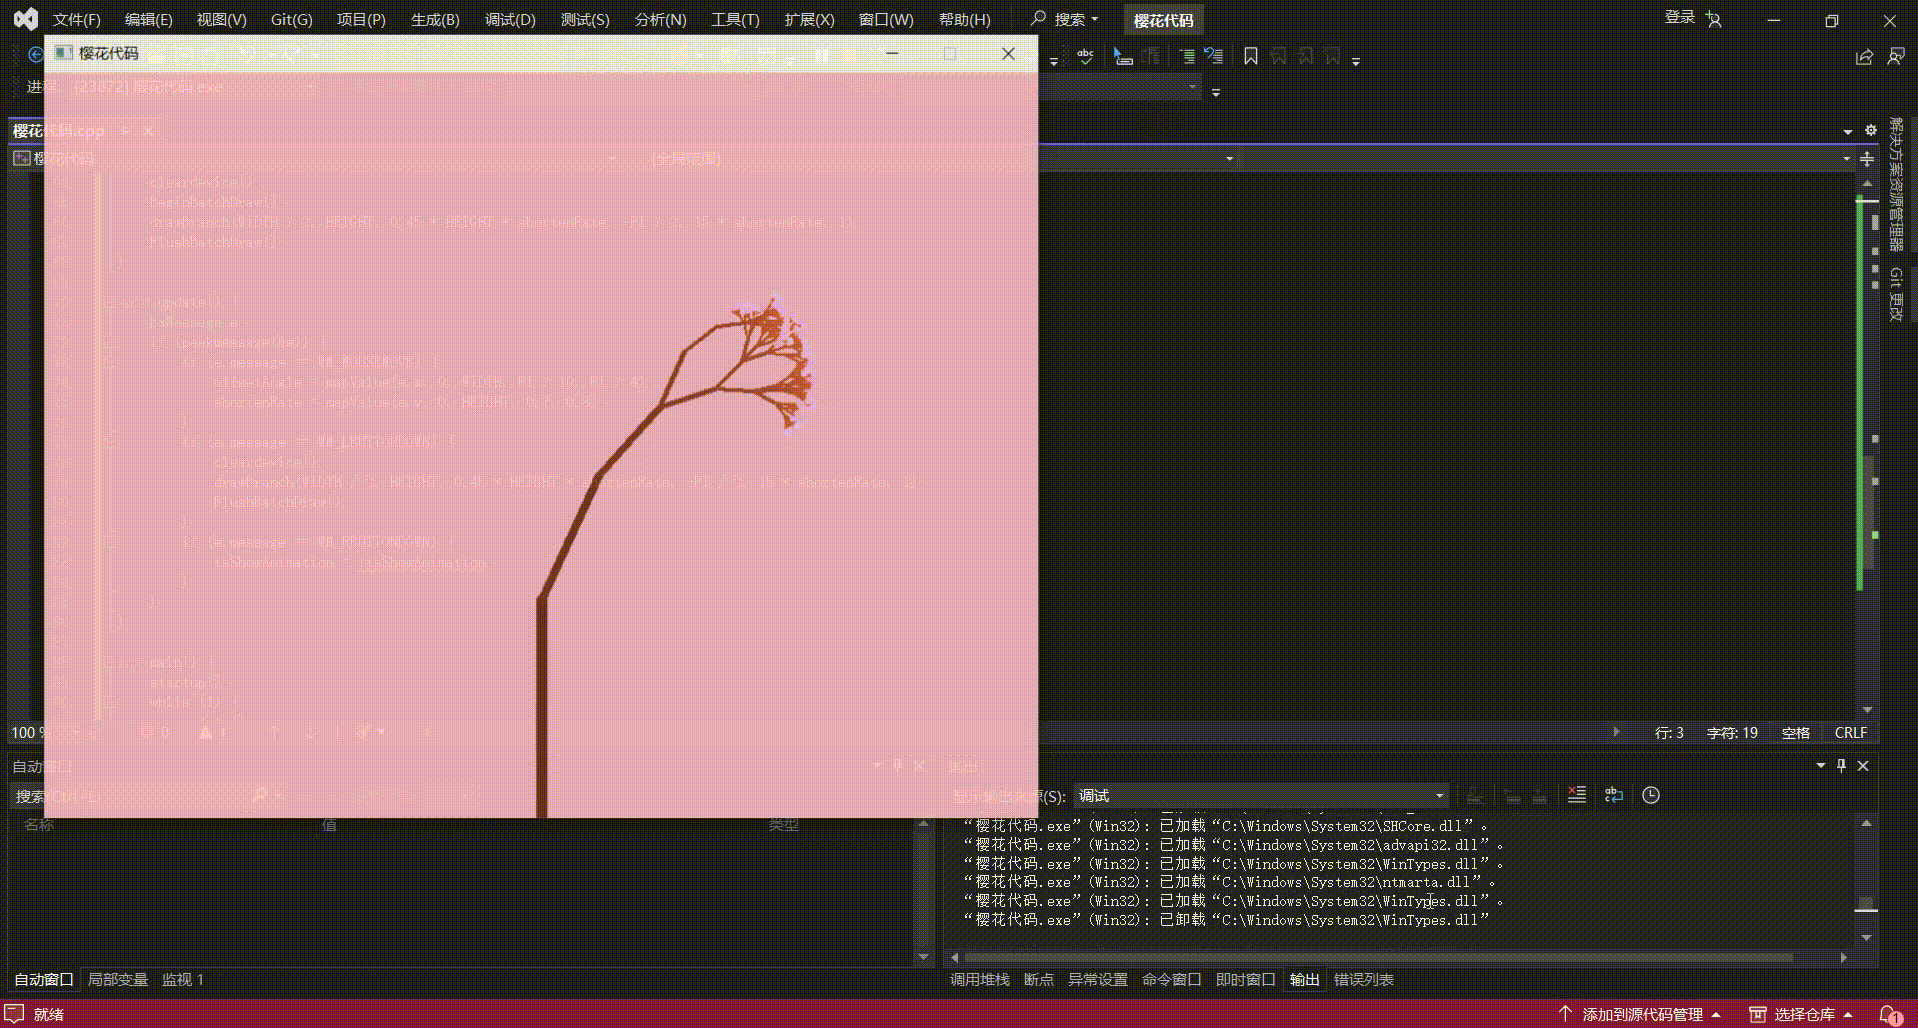 文件(F) 编辑(E) 视图(V) Git(G) 项目(P) 生成(B) 调试(D) 测试(S) 分析(N) 工具(T) 扩展(X) 窗口(W) 帮助(H) 搜索 樱花代码 登录
樱花代码
进程: [23072] 樱花代码.exe
樱花代码.cpp
樱花代码 (全局范围)
cleardevice()
BeginBatchDraw()
drawBranch(WIDTH / 2, HEIGHT, 0.45 * HEIGHT * shortenRate, -PI / 2, 15 * shortenRate, 1)
FlushBatchDraw()
}
update()
ExMessage e
if (peekmessage(&e)) {
if (e.message == WM_MOUSEMOVE) {
offsetAngle = mapValue(e.x, 0, WIDTH, PI / 10, PI / 4)
shortenRate = mapValue(e.y, 0, HEIGHT, 0.7, 0.3)
}
if (e.message == WM_LBUTTONDOWN) {
cleardevice()
drawBranch(WIDTH / 2, HEIGHT, 0.45 * HEIGHT * shortenRate, -PI / 2, 15 * shortenRate, 1)
FlushBatchDraw()
}
if (e.message == WM_RBUTTONDOWN) {
isShowAnimation = !isShowAnimation
}
}
}
main() {
startup()
while (1) {
100 % 0 行: 3 字符: 19 空格 CRLF
解决方案资源管理器
Git 更改
自动窗口
搜索(Ctrl+E)
名称 值 类型
输出
显示输出来源(S): 调试
“樱花代码.exe”(Win32): 已加载“C:\Windows\System32\SHCore.dll”。
“樱花代码.exe”(Win32): 已加载“C:\Windows\System32\advapi32.dll”。
“樱花代码.exe”(Win32): 已加载“C:\Windows\System32\WinTypes.dll”。
“樱花代码.exe”(Win32): 已加载“C:\Windows\System32\ntmarta.dll”。
“樱花代码.exe”(Win32): 已加载“C:\Windows\System32\WinTypes.dll”。
“樱花代码.exe”(Win32): 已卸载“C:\Windows\System32\WinTypes.dll”
自动窗口 局部变量 监视 1
调用堆栈 断点 异常设置 命令窗口 即时窗口 输出 错误列表
就绪 添加到源代码管理 选择仓库 1